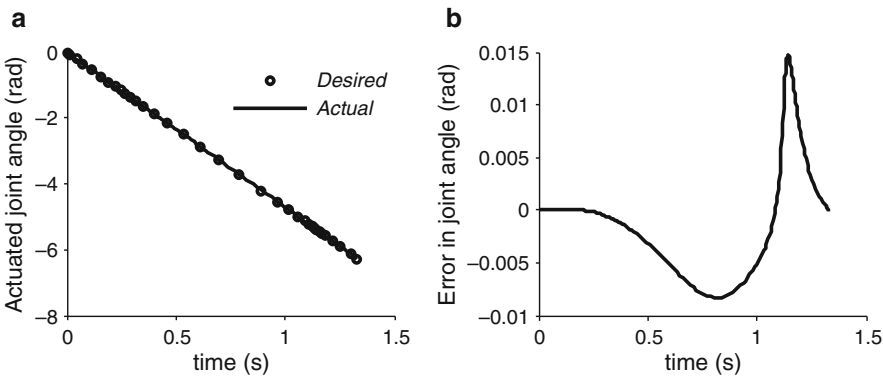 a
Actuated joint angle (rad)
0
−2
−4
−6
−8
0
0.5
1
1.5
time (s)
Desired
Actual
b
Error in joint angle (rad)
0.015
0.01
0.005
0
−0.005
−0.01
0
0.5
1
1.5
time (s)